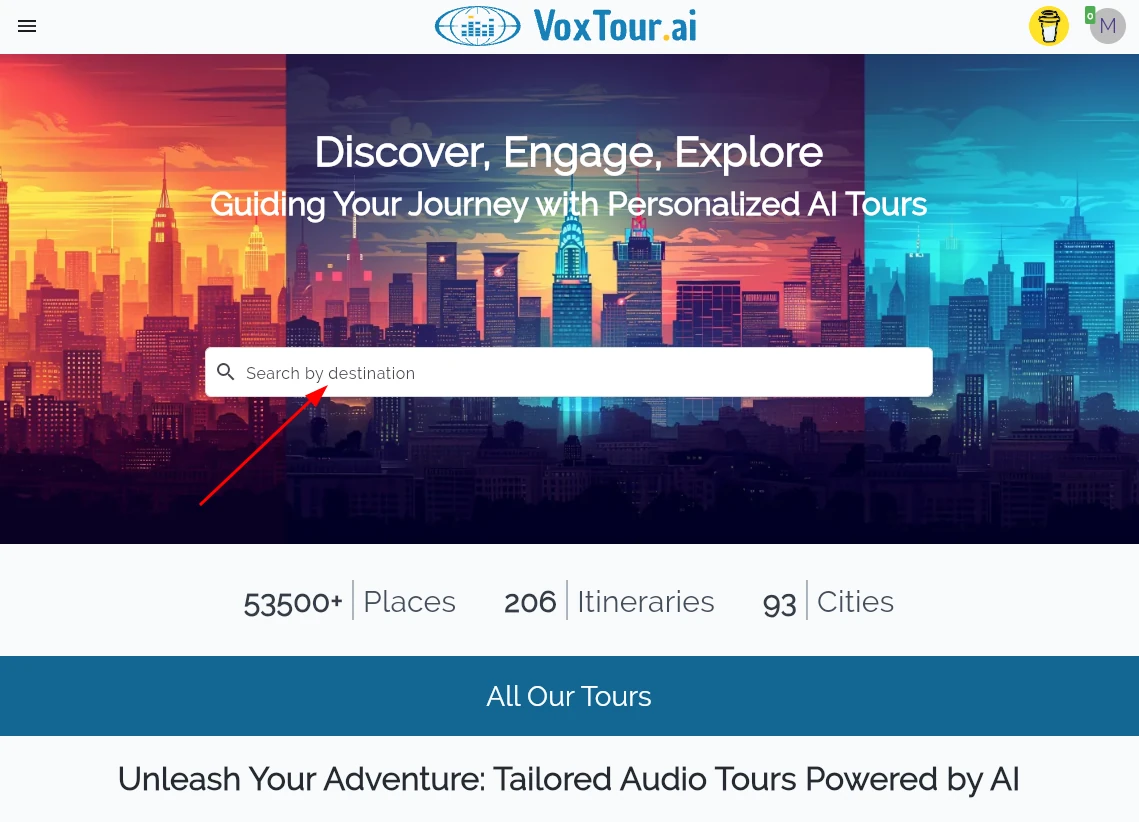 VoxTour.ai
0
M
Discover, Engage, Explore
Guiding Your Journey with Personalized AI Tours
Search by destination
53500+ Places 206 Itineraries 93 Cities
All Our Tours
Unleash Your Adventure: Tailored Audio Tours Powered by AI